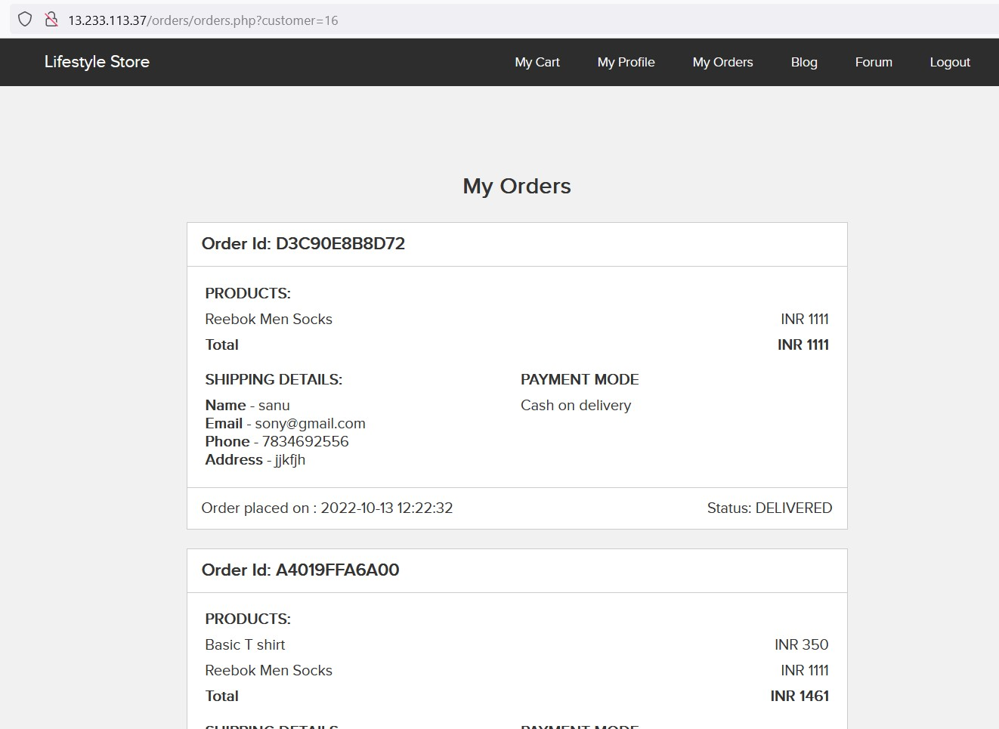 13.233.113.37/orders/orders.php?customer=16
Lifestyle Store My Cart My Profile My Orders Blog Forum Logout
My Orders
Order Id: D3C90E8B8D72
PRODUCTS:
Reebok Men Socks INR 1111
Total INR 1111
SHIPPING DETAILS: PAYMENT MODE
Name - sanu Cash on delivery
Email - sony@gmail.com
Phone - 7834692556
Address - jjkfjh
Order placed on : 2022-10-13 12:22:32 Status: DELIVERED
Order Id: A4019FFA6A00
PRODUCTS:
Basic T shirt INR 350
Reebok Men Socks INR 1111
Total INR 1461
SHIPPING DETAILS PAYMENT MODE